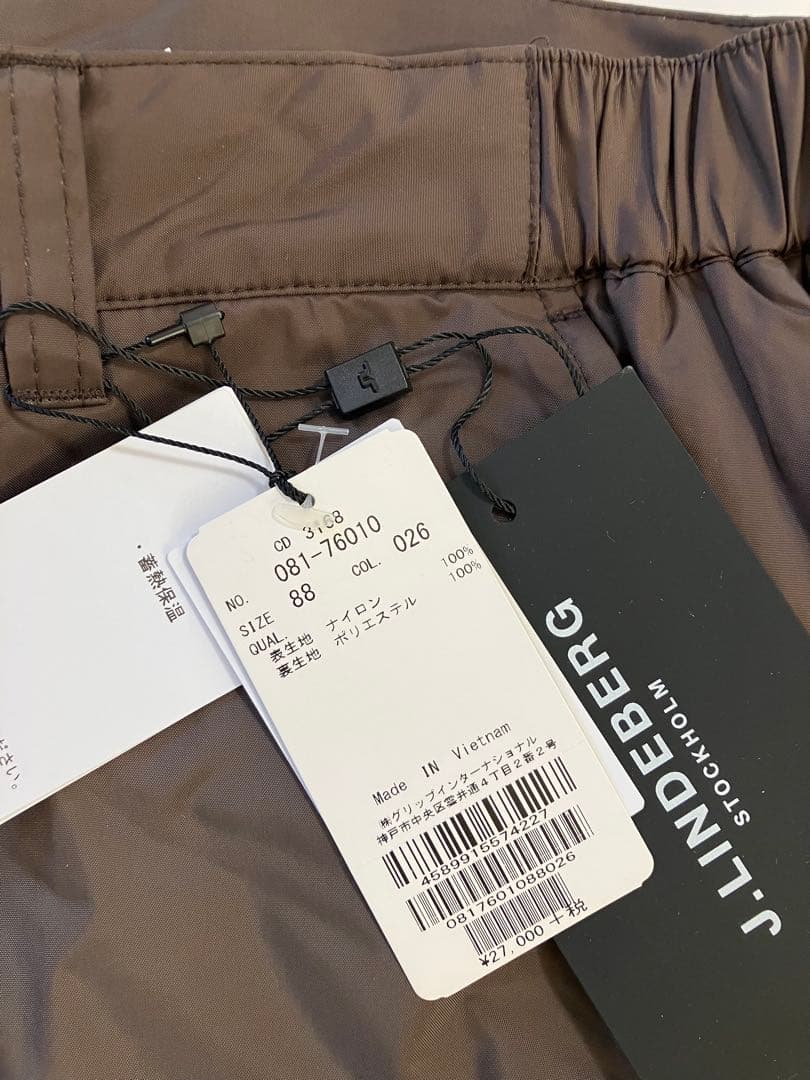 CD 3168
NO. 081-76010
SIZE 88 COL. 026
QUAL.
表生地 ナイロン 100%
裏生地 ポリエステル 100%
Made IN Vietnam
㈱グリップインターナショナル
神戸市中央区雲井通4丁目2番2号
4589915574227
0817601088026
¥27,000+税
・蓄熱保温
さい。
J.LINDEBERG
STOCKHOLM